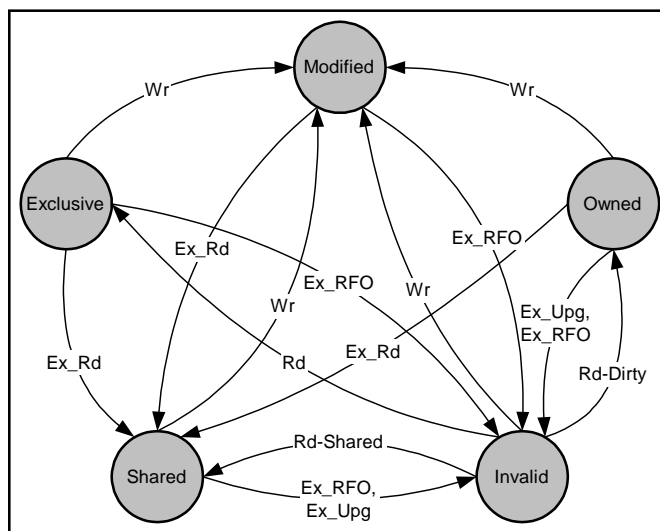 Modified
Wr
Wr
Exclusive
Owned
Ex_Rd
Ex_RFO
Ex_RFO
Wr
Ex_Upg,
Ex_RFO
Ex_Rd
Rd
Ex_Rd
Rd-Dirty
Wr
Rd-Shared
Shared
Invalid
Ex_RFO,
Ex_Upg